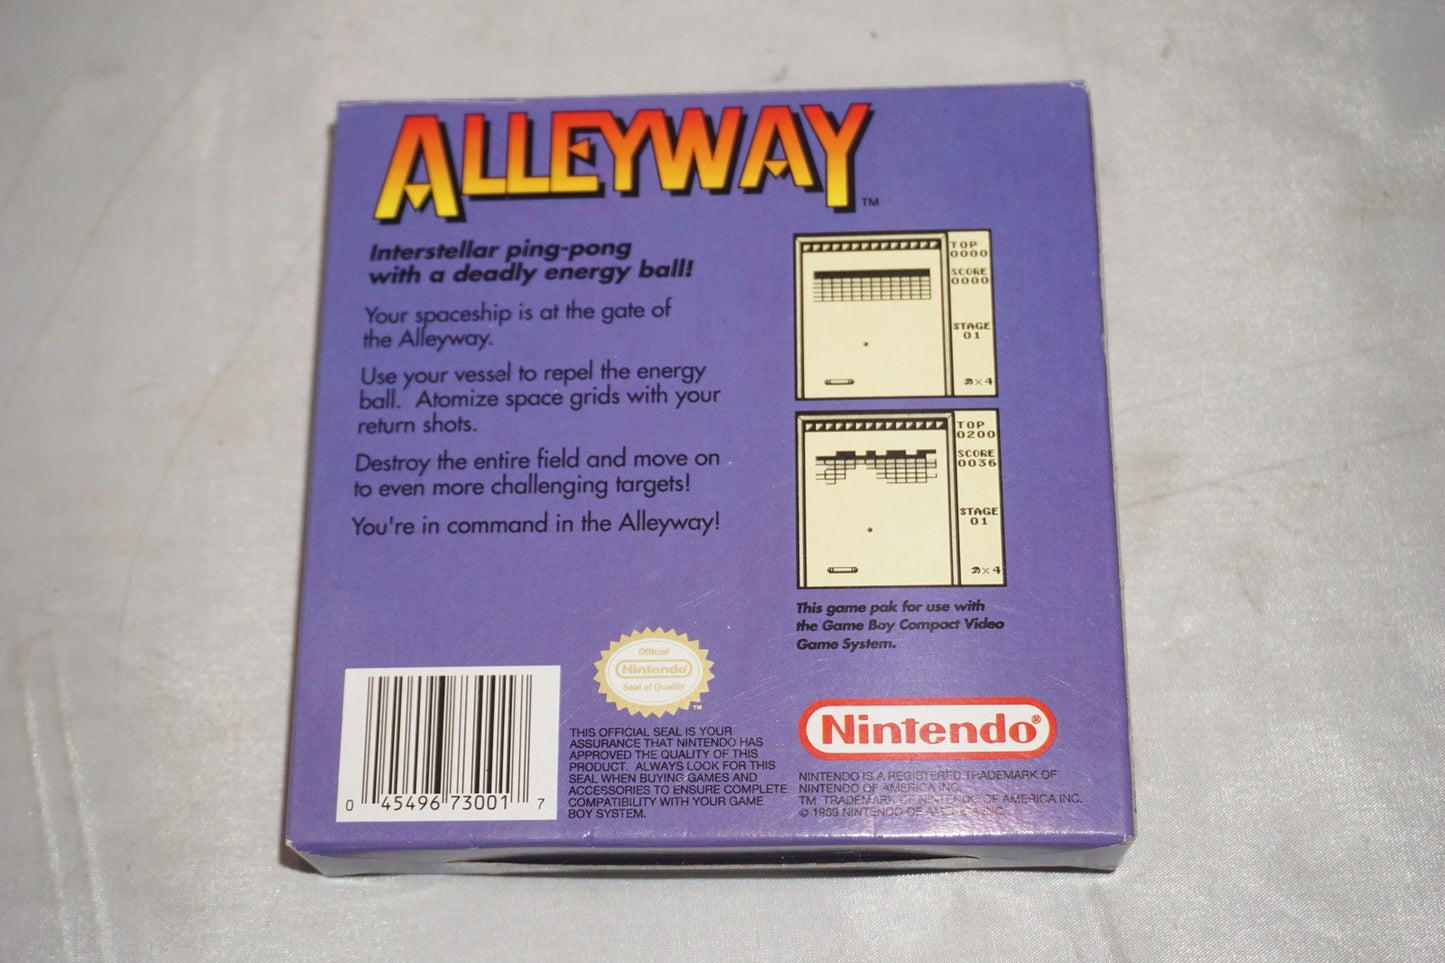 ALLEYWAY™
Interstellar ping-pong
with a deadly energy ball!
Your spaceship is at the gate of
the Alleyway.
Use your vessel to repel the energy
ball. Atomize space grids with your
return shots.
Destroy the entire field and move on
to even more challenging targets!
You're in command in the Alleyway!
TOP
0000
SCORE
0000
STAGE
01
×4
TOP
0200
SCORE
0036
STAGE
01
×4
This game pak for use with
the Game Boy Compact Video
Game System.
Official
Nintendo
Seal of Quality
™
THIS OFFICIAL SEAL IS YOUR
ASSURANCE THAT NINTENDO HAS
APPROVED THE QUALITY OF THIS
PRODUCT. ALWAYS LOOK FOR THIS
SEAL WHEN BUYING GAMES AND
ACCESSORIES TO ENSURE COMPLETE
COMPATIBILITY WITH YOUR GAME
BOY SYSTEM.
Nintendo®
NINTENDO IS A REGISTERED TRADEMARK OF
NINTENDO OF AMERICA INC.
TM TRADEMARK OF NINTENDO OF AMERICA INC.
© 1989 NINTENDO OF AMERICA INC.
0 45496 73001 7